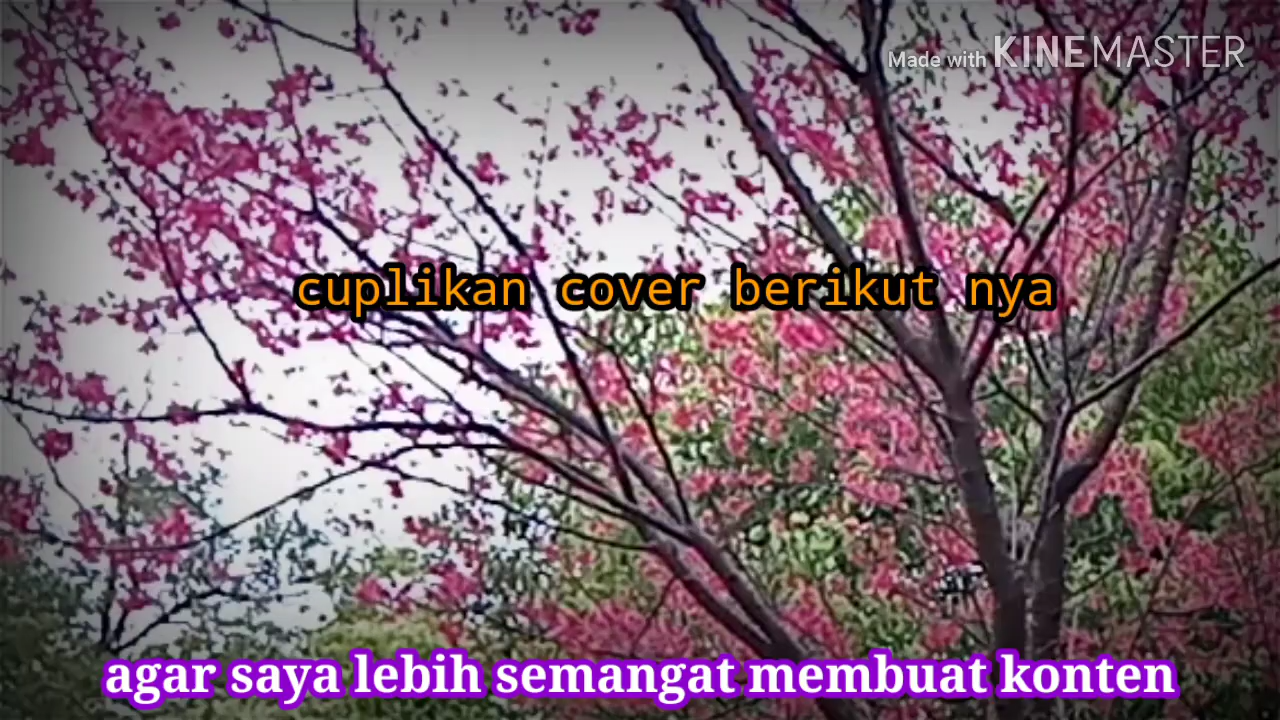 Made with KINEMASTER
cuplikan cover berikut nya
agar saya lebih semangat membuat konten